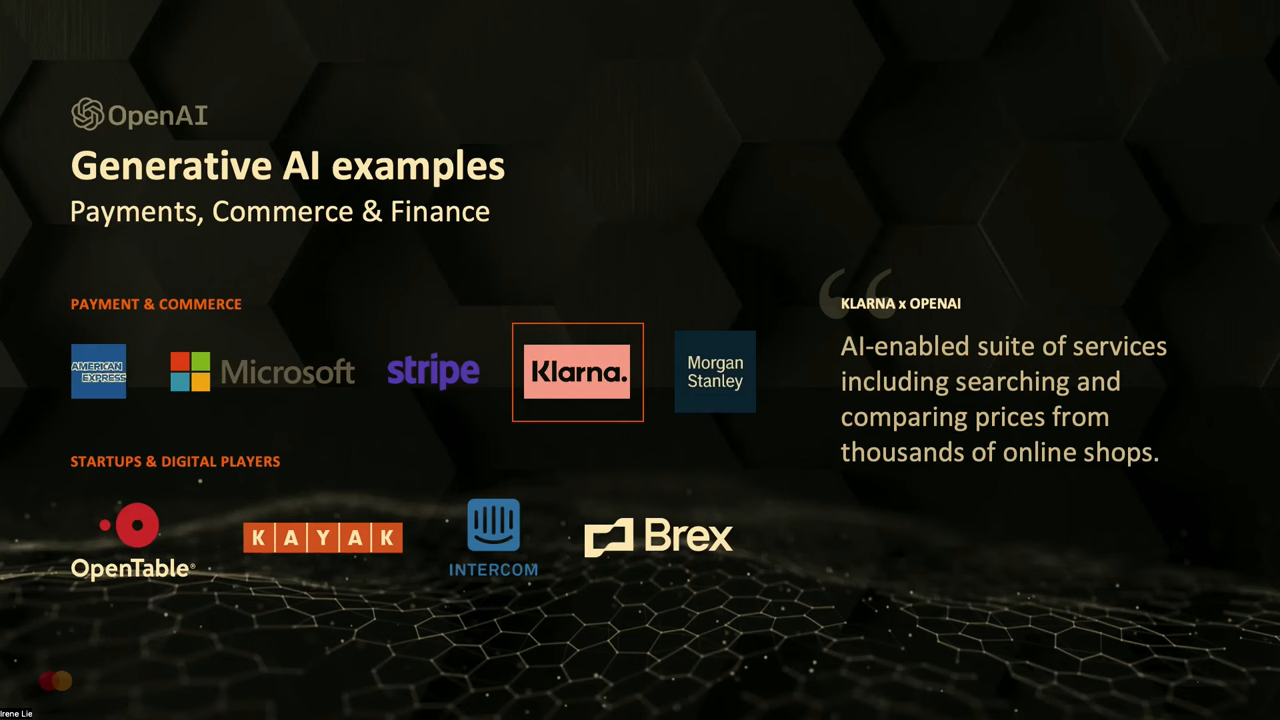 OpenAI
Generative AI examples
Payments, Commerce & Finance
PAYMENT & COMMERCE
AMERICAN
EXPRESS
Microsoft
stripe
Klarna.
Morgan
Stanley
STARTUPS & DIGITAL PLAYERS
OpenTable®
KAYAK
INTERCOM
Brex
“
KLARNA x OPENAI
AI-enabled suite of services
including searching and
comparing prices from
thousands of online shops.
Irene Lie